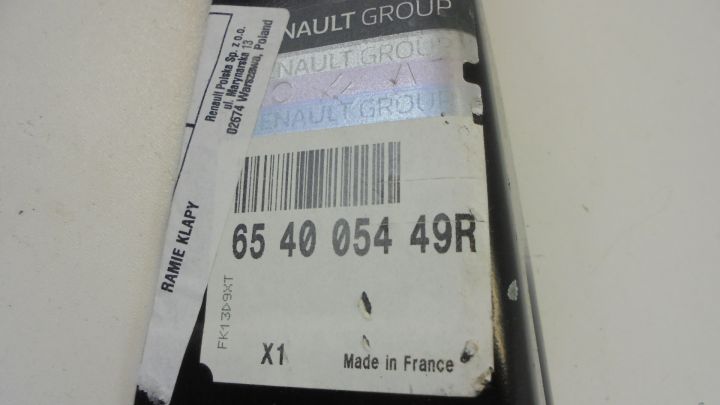 RENAULT GROUP
RENAULT GROUP
RENAULT GROUP
65 40 054 49R
FK13D9XT
X1
Made in France
Renault Polska Sp. z o.o.
ul. Marynarska 13
02674 Warszawa, Poland
RAMIE KLAPY